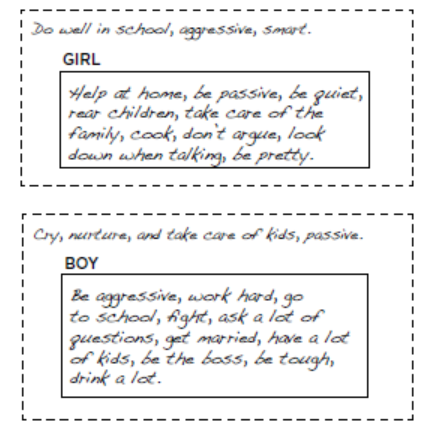 Do well in school, aggressive, smart.
GIRL
Help at home, be passive, be quiet,
rear children, take care of the
family, cook, don't argue, look
down when talking, be pretty.
Cry, nurture, and take care of kids, passive.
BOY
Be aggressive, work hard, go
to school, fight, ask a lot of
questions, get married, have a lot
of kids, be the boss, be tough,
drink a lot.